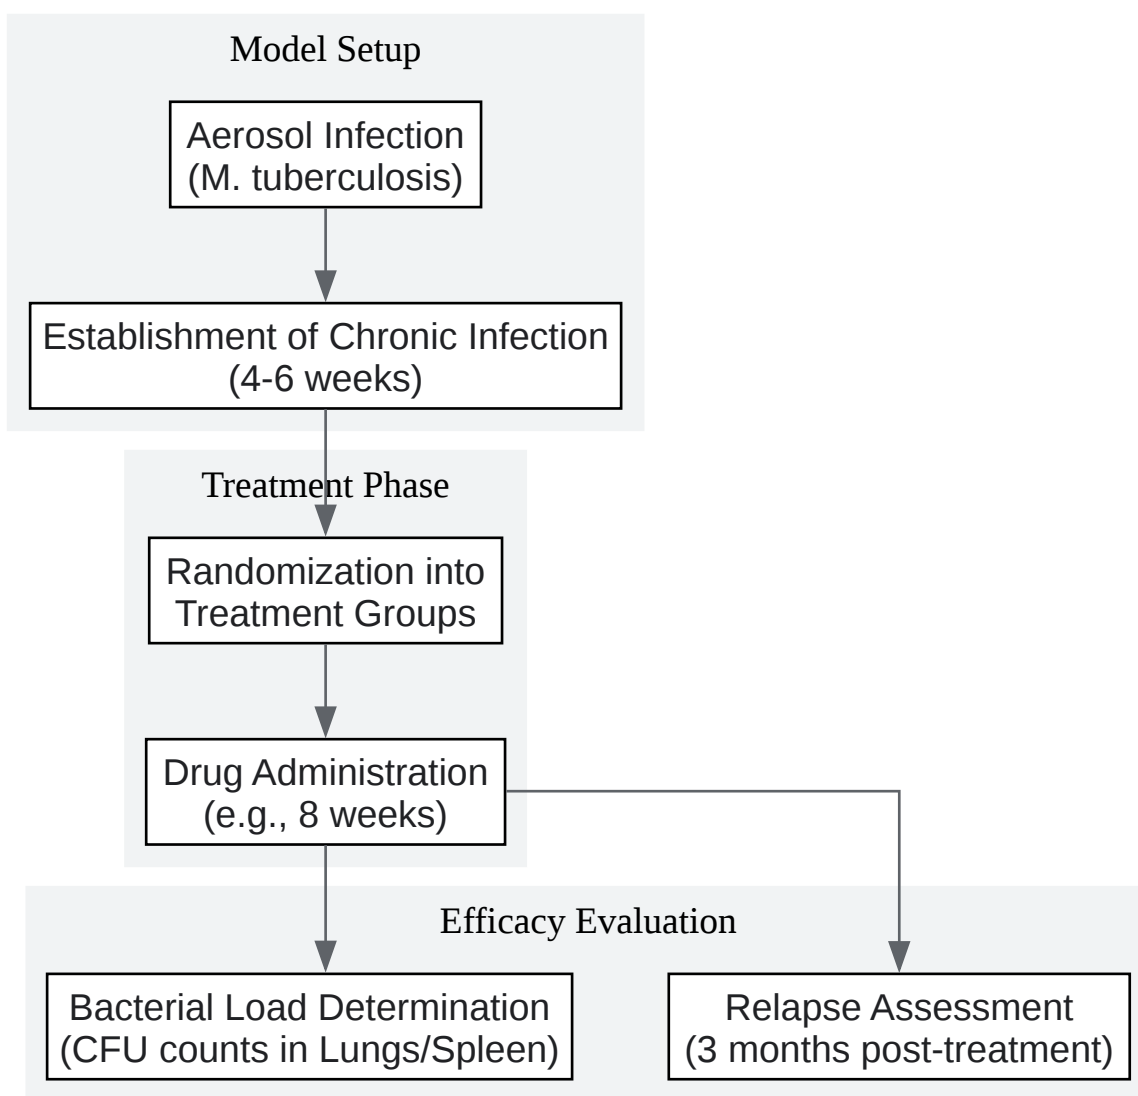 Model Setup
Aerosol Infection
(M. tuberculosis)
Establishment of Chronic Infection
(4-6 weeks)
Treatment Phase
Randomization into
Treatment Groups
Drug Administration
(e.g., 8 weeks)
Efficacy Evaluation
Bacterial Load Determination
(CFU counts in Lungs/Spleen)
Relapse Assessment
(3 months post-treatment)